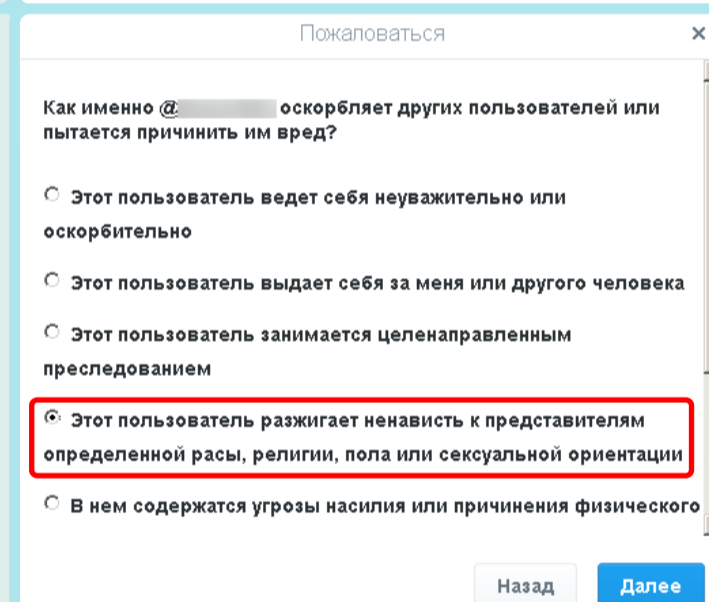 Пожаловаться
Как именно @ оскорбляет других пользователей или
пытается причинить им вред?
Этот пользователь ведет себя неуважительно или
оскорбительно
Этот пользователь выдает себя за меня или другого человека
Этот пользователь занимается целенаправленным
преследованием
Этот пользователь разжигает ненависть к представителям
определенной расы, религии, пола или сексуальной ориентации
В нем содержатся угрозы насилия или причинения физического
Назад Далее